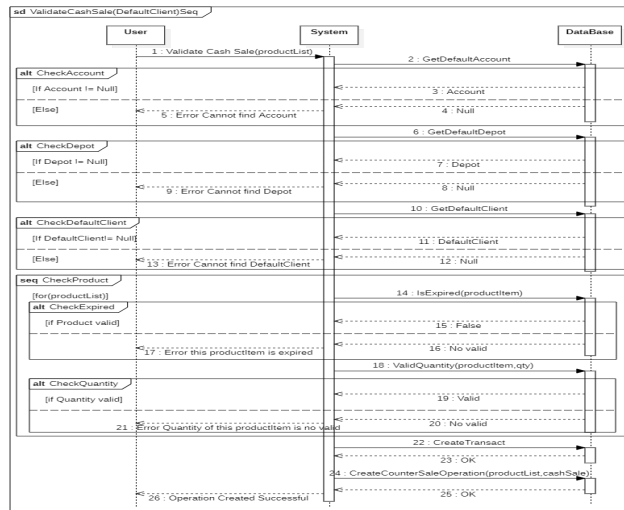 sd ValidateCashSale(DefaultClient)Seq
User
System
DataBase
1 : Validate Cash Sale(productList)
2 : GetDefaultAccount
alt CheckAccount
[If Account != Null]
3 : Account
[Else]
4 : Null
5 : Error Cannot find Account
6 : GetDefaultDepot
alt CheckDepot
[If Depot != Null]
7 : Depot
[Else]
8 : Null
9 : Error Cannot find Depot
10 : GetDefaultClient
alt CheckDefaultClient
[If DefaultClient!= Null]
11 : DefaultClient
[Else]
12 : Null
13 : Error Cannot find DefaultClient
seq CheckProduct
[for(productList)]
14 : IsExpired(productItem)
alt CheckExpired
[if Product valid]
15 : False
16 : No valid
17 : Error this productItem is expired
18 : ValidQuantity(productItem,qty)
alt CheckQuantity
[if Quantity valid]
19 : Valid
20 : No valid
21 : Error Quantity of this productItem is no valid
22 : CreateTransact
23 : OK
24 : CreateCounterSaleOperation(productList,cashSale)
25 : OK
26 : Operation Created Successful